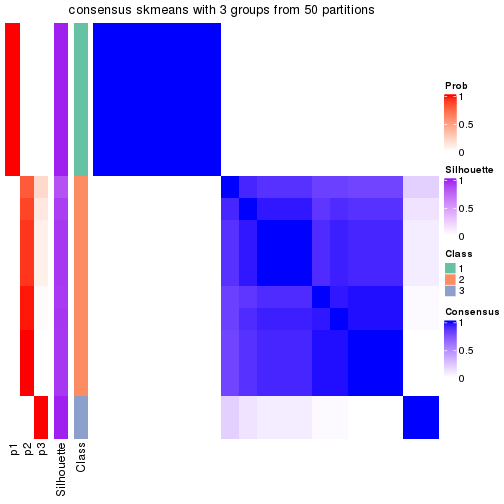 consensus skmeans with 3 groups from 50 partitions
Prob
1
0.5
0
Silhouette
1
0.5
0
Class
1
2
3
Consensus
1
0.5
0
p1
p2
p3
Silhouette
Class